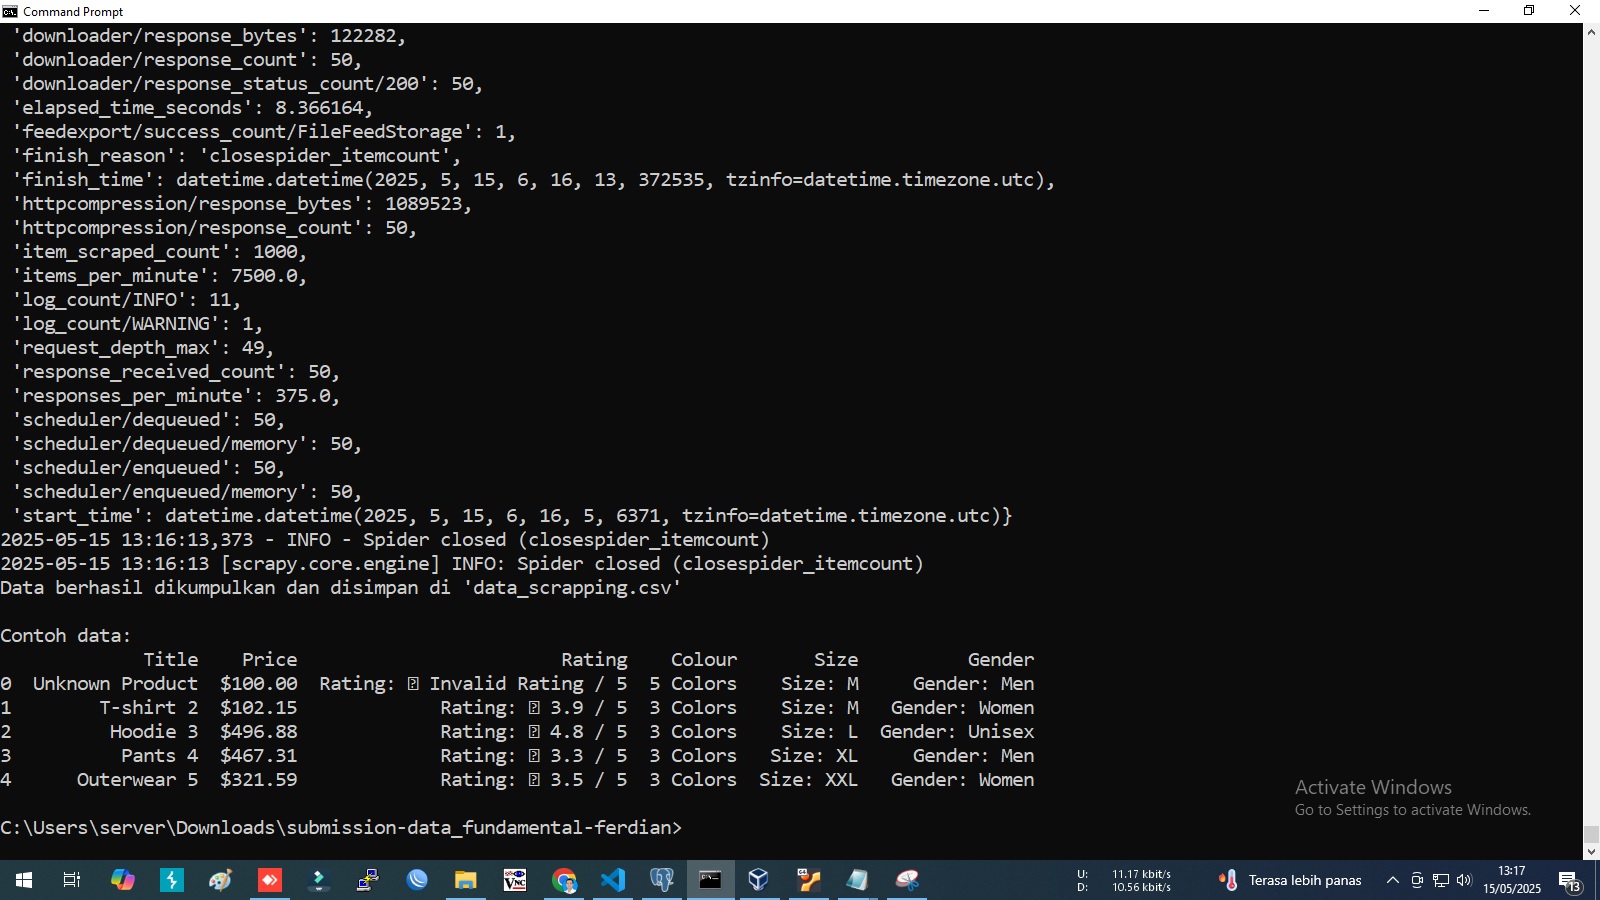 Command Prompt
'downloader/response_bytes': 122282,
'downloader/response_count': 50,
'downloader/response_status_count/200': 50,
'elapsed_time_seconds': 8.366164,
'feedexport/success_count/FileFeedStorage': 1,
'finish_reason': 'closespider_itemcount',
'finish_time': datetime.datetime(2025, 5, 15, 6, 16, 13, 372535, tzinfo=datetime.timezone.utc),
'httpcompression/response_bytes': 1089523,
'httpcompression/response_count': 50,
'item_scraped_count': 1000,
'items_per_minute': 7500.0,
'log_count/INFO': 11,
'log_count/WARNING': 1,
'request_depth_max': 49,
'response_received_count': 50,
'responses_per_minute': 375.0,
'scheduler/dequeued': 50,
'scheduler/dequeued/memory': 50,
'scheduler/enqueued': 50,
'scheduler/enqueued/memory': 50,
'start_time': datetime.datetime(2025, 5, 15, 6, 16, 5, 6371, tzinfo=datetime.timezone.utc)}
2025-05-15 13:16:13,373 - INFO - Spider closed (closespider_itemcount)
2025-05-15 13:16:13 [scrapy.core.engine] INFO: Spider closed (closespider_itemcount)
Data berhasil dikumpulkan dan disimpan di 'data_scrapping.csv'
Contoh data:
Title Price Rating Colour Size Gender
0 Unknown Product $100.00 Rating: ⍰ Invalid Rating / 5 5 Colors Size: M Gender: Men
1 T-shirt 2 $102.15 Rating: ⍰ 3.9 / 5 3 Colors Size: M Gender: Women
2 Hoodie 3 $496.88 Rating: ⍰ 4.8 / 5 3 Colors Size: L Gender: Unisex
3 Pants 4 $467.31 Rating: ⍰ 3.3 / 5 3 Colors Size: XL Gender: Men
4 Outerwear 5 $321.59 Rating: ⍰ 3.5 / 5 3 Colors Size: XXL Gender: Women
Activate Windows
Go to Settings to activate Windows.
C:\Users\server\Downloads\submission-data_fundamental-ferdian>
U: 11.17 kbit/s
D: 10.56 kbit/s
Terasa lebih panas
13:17
15/05/2025
13